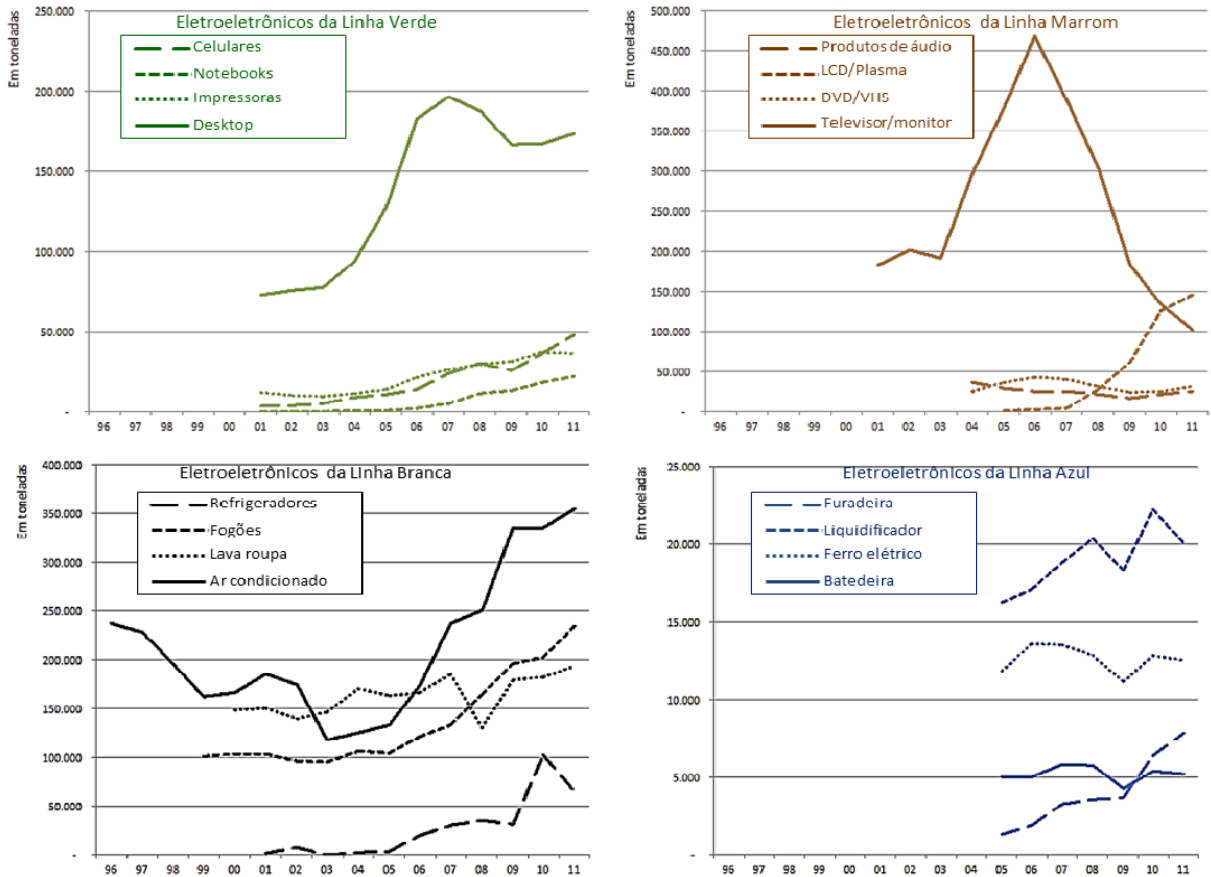 Eletroeletrônicos da Linha Verde
Em toneladas
250.000
200.000
150.000
100.000
50.000
-
Celulares
Notebooks
Impressoras
Desktop
96 97 98 99 00 01 02 03 04 05 06 07 08 09 10 11
Eletroeletrônicos da Linha Marrom
Em toneladas
500.000
450.000
400.000
350.000
300.000
250.000
200.000
150.000
100.000
50.000
-
Produtos de áudio
LCD/Plasma
DVD/VHS
Televisor/monitor
96 97 98 99 00 01 02 03 04 05 06 07 08 09 10 11
Eletroeletrônicos da Linha Branca
Em toneladas
400.000
350.000
300.000
250.000
200.000
150.000
100.000
50.000
-
Refrigeradores
Fogões
Lava roupa
Ar condicionado
96 97 98 99 00 01 02 03 04 05 06 07 08 09 10 11
Eletroeletrônicos da Linha Azul
Em toneladas
25.000
20.000
15.000
10.000
5.000
-
Furadeira
Liquidificador
Ferro elétrico
Batedeira
96 97 98 99 00 01 02 03 04 05 06 07 08 09 10 11